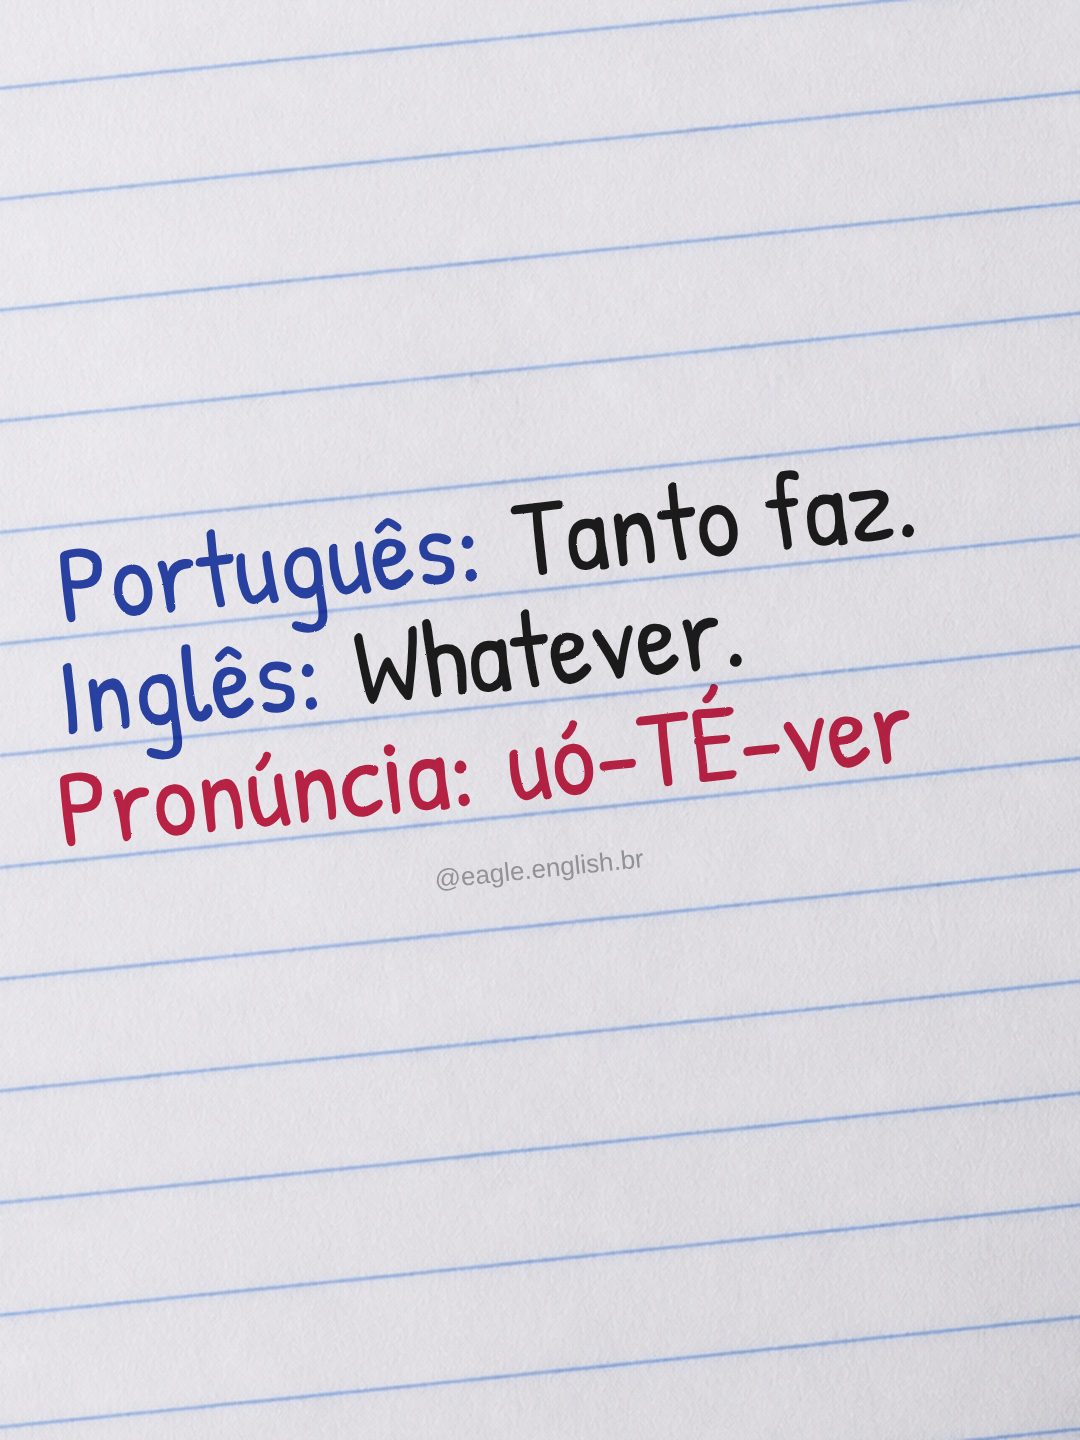 Português: Tanto faz.
Inglês: Whatever.
Pronúncia: uó-TÉ-ver
@eagle.english.br